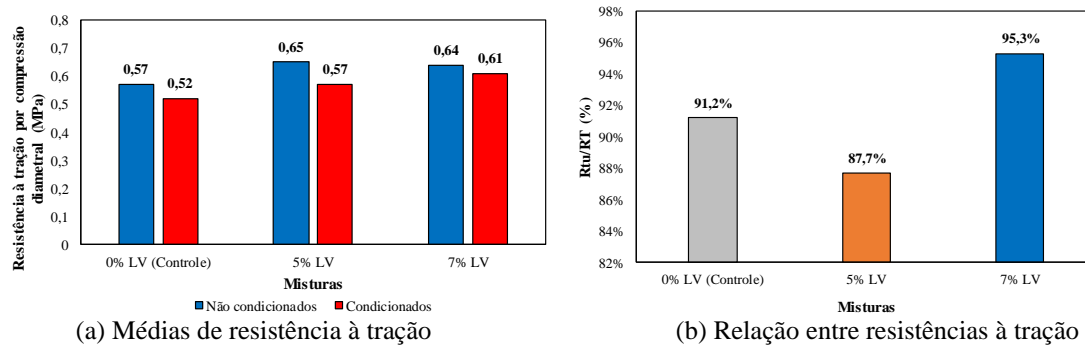 Resistência à tração por compressão
diametral (MPa)
0,8
0,7
0,6
0,5
0,4
0,3
0,2
0,1
0
0,57
0,52
0,65
0,57
0,64
0,61
0% LV (Controle)
5% LV
7% LV
Misturas
Não condicionados
Condicionados
(a) Médias de resistência à tração
Rtu/RT (%)
98%
96%
94%
92%
90%
88%
86%
84%
82%
91,2%
87,7%
95,3%
0% LV (Controle)
5% LV
7% LV
Misturas
(b) Relação entre resistências à tração